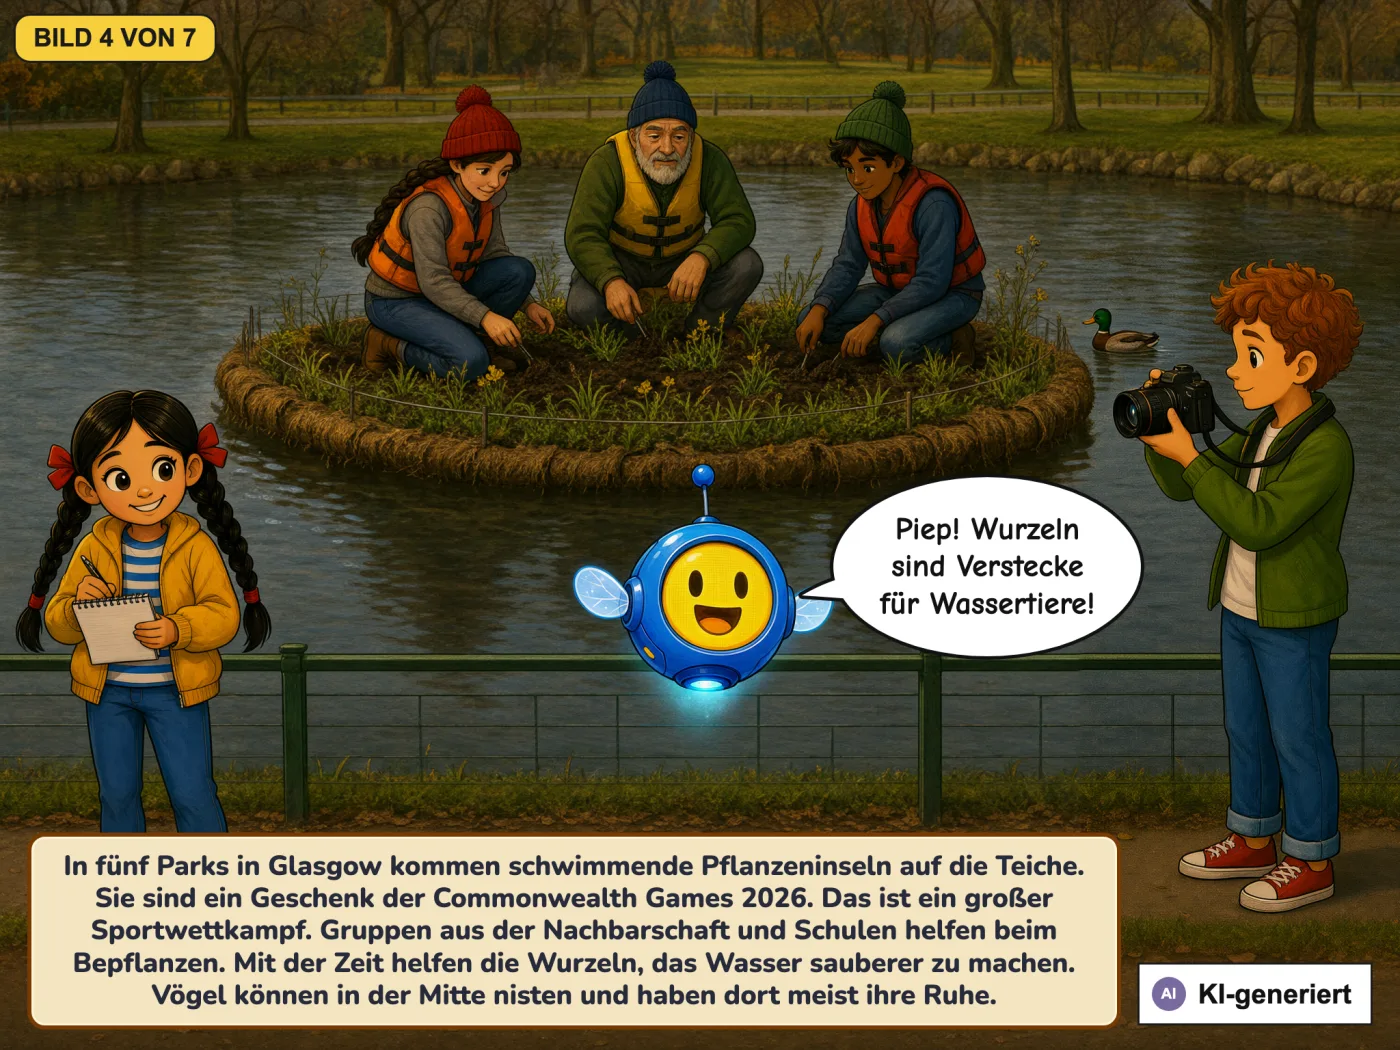 BILD 4 VON 7
Piep! Wurzeln
sind Verstecke
für Wassertiere!
In fünf Parks in Glasgow kommen schwimmende Pflanzeninseln auf die Teiche.
Sie sind ein Geschenk der Commonwealth Games 2026. Das ist ein großer
Sportwettkampf. Gruppen aus der Nachbarschaft und Schulen helfen beim
Bepflanzen. Mit der Zeit helfen die Wurzeln, das Wasser sauberer zu machen.
Vögel können in der Mitte nisten und haben dort meist ihre Ruhe.
AI KI-generiert